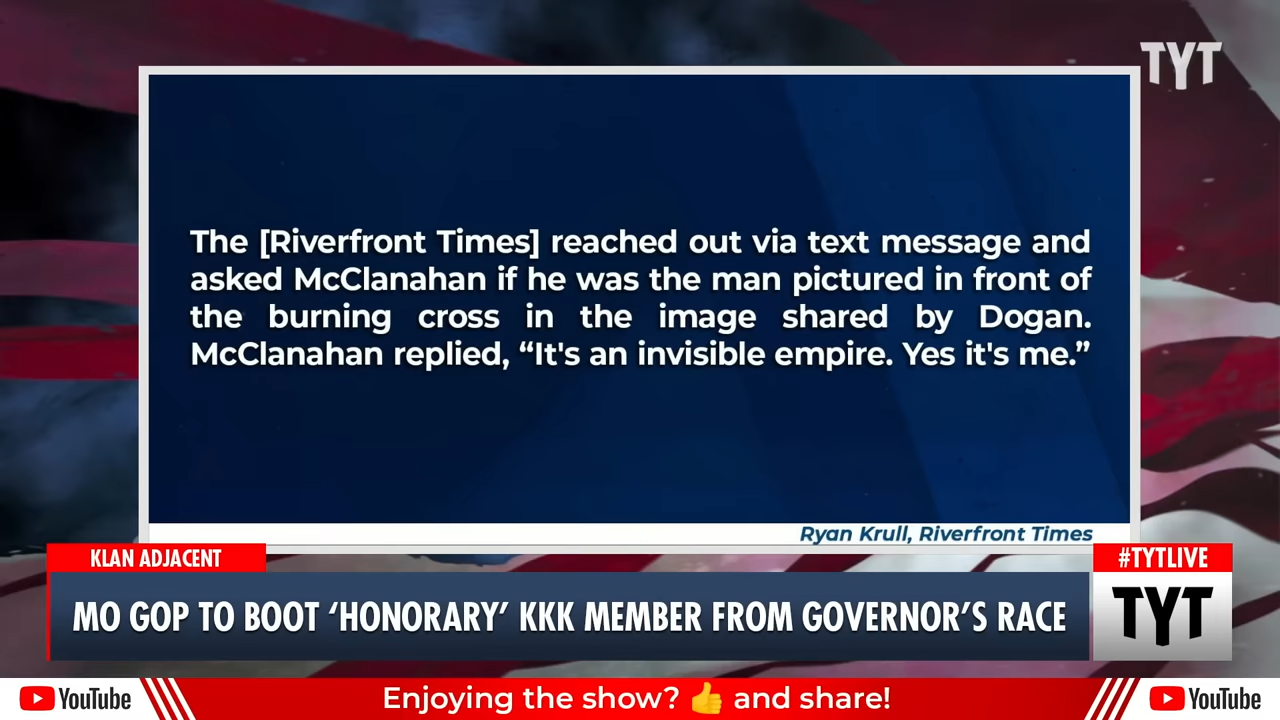 TYT
The [Riverfront Times] reached out via text message and
asked McClanahan if he was the man pictured in front of
the burning cross in the image shared by Dogan.
McClanahan replied, “It's an invisible empire. Yes it's me.”
Ryan Krull, Riverfront Times
KLAN ADJACENT
#TYTLIVE
MO GOP TO BOOT ‘HONORARY’ KKK MEMBER FROM GOVERNOR’S RACE
TYT
YouTube
Enjoying the show? 👍 and share!
YouTube